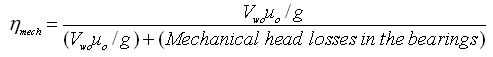 η_mech = (V_wo u_o / g) / ((V_wo u_o / g) + (Mechanical head losses in the bearings))